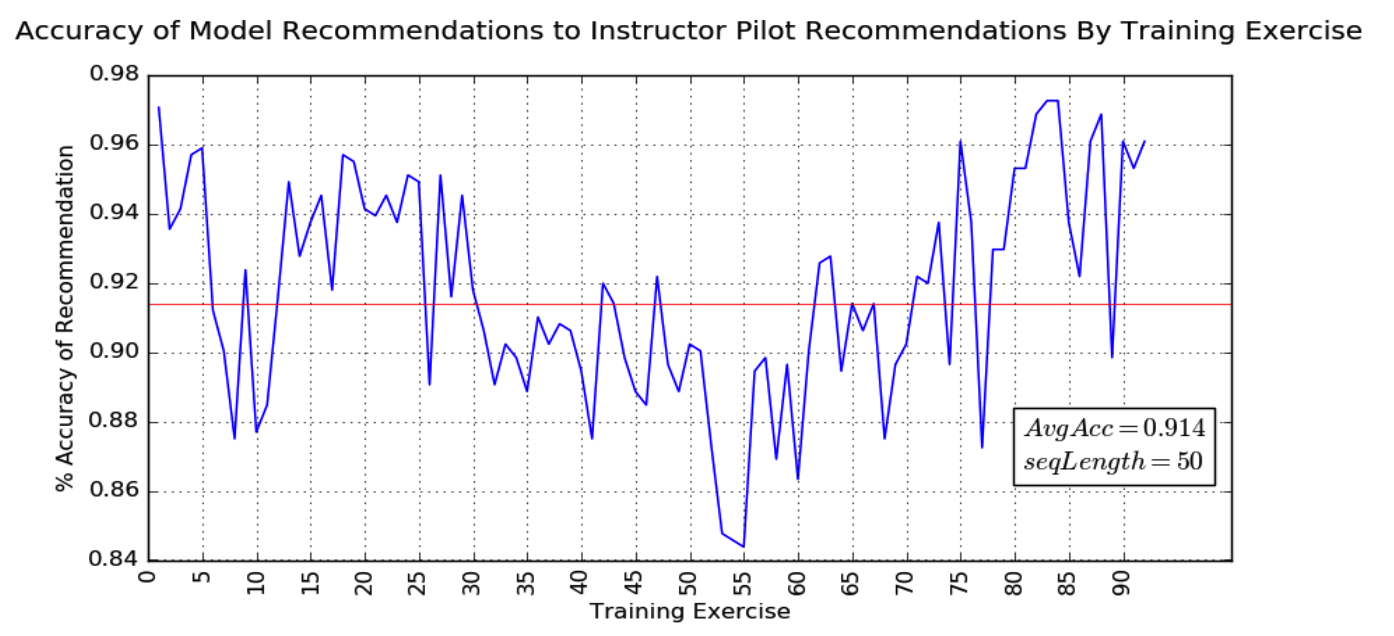 Accuracy of Model Recommendations to Instructor Pilot Recommendations By Training Exercise
0.98
0.96
0.94
0.92
0.90
0.88
0.86
0.84
% Accuracy of Recommendation
AvgAcc = 0.914
seqLength = 50
0 5 10 15 20 25 30 35 40 45 50 55 60 65 70 75 80 85 90
Training Exercise